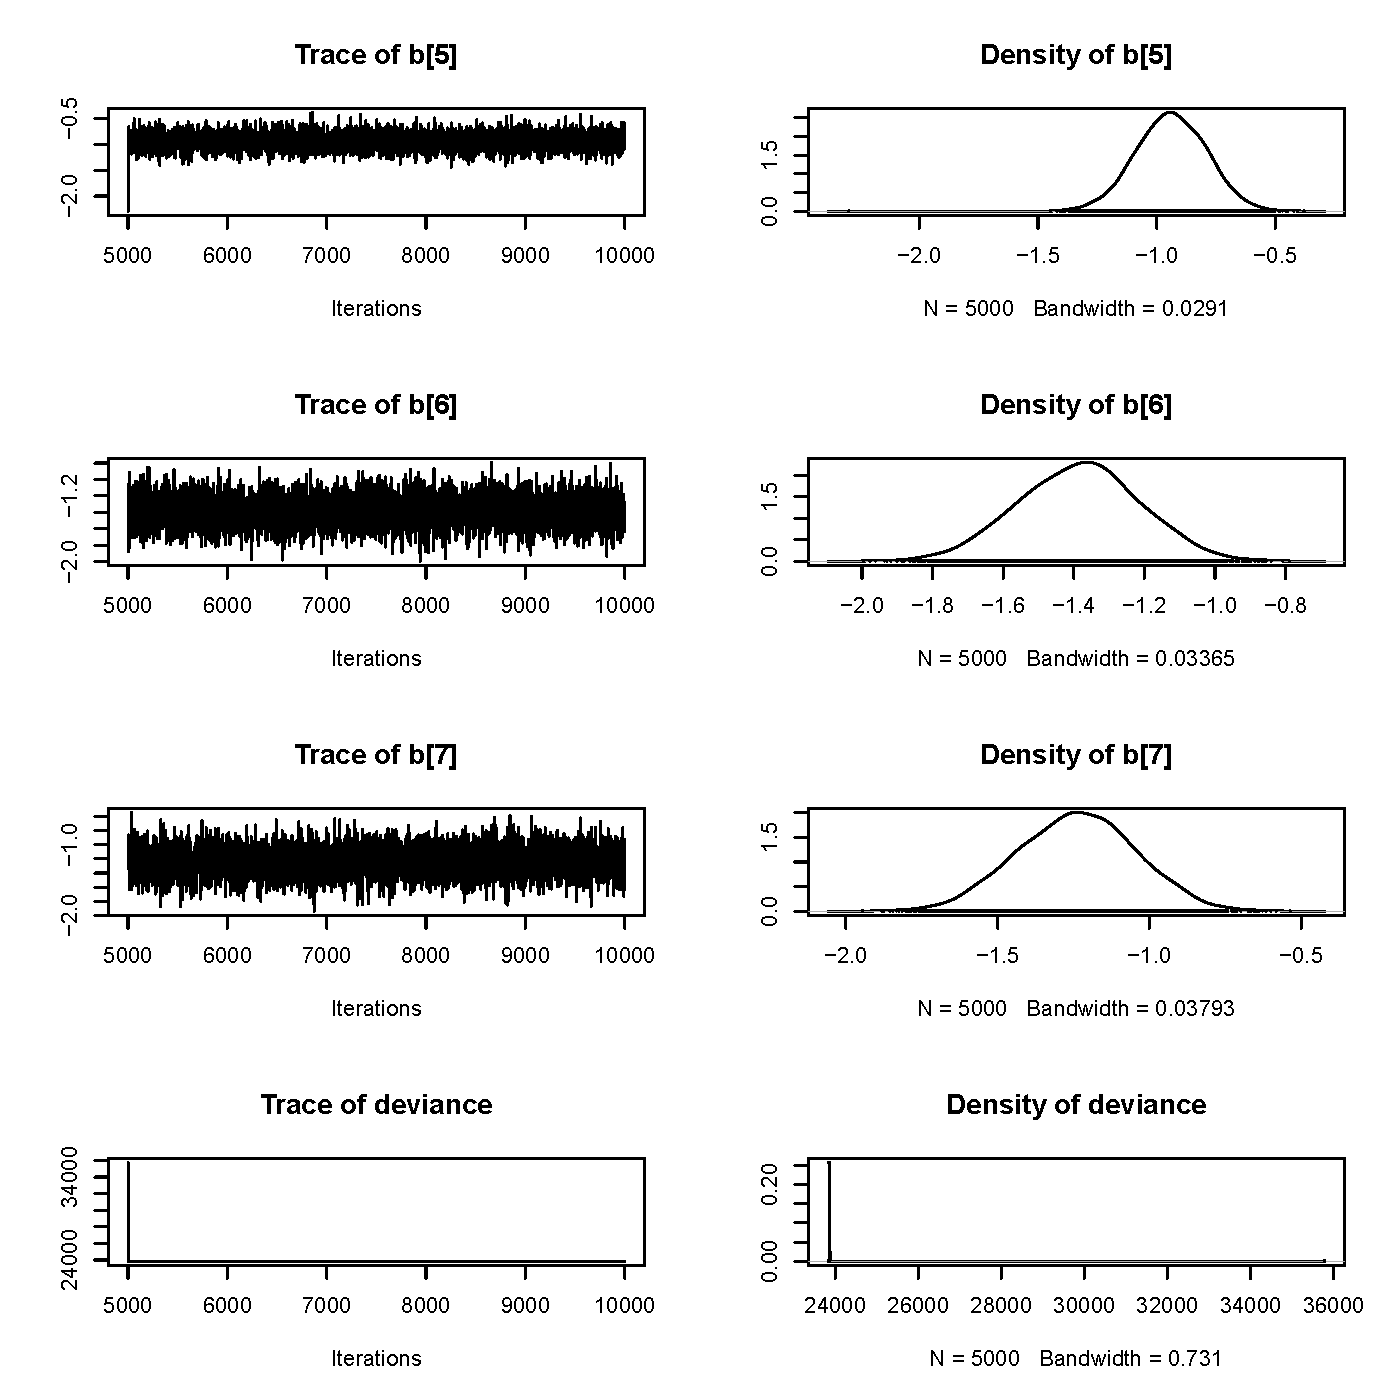 Trace of b[5]
−0.5
−2.0
5000 6000 7000 8000 9000 10000
Iterations
Density of b[5]
1.5
0.0
−2.0 −1.5 −1.0 −0.5
N = 5000 Bandwidth = 0.0291
Trace of b[6]
−1.2
−2.0
5000 6000 7000 8000 9000 10000
Iterations
Density of b[6]
1.5
0.0
−2.0 −1.8 −1.6 −1.4 −1.2 −1.0 −0.8
N = 5000 Bandwidth = 0.03365
Trace of b[7]
−1.0
−2.0
5000 6000 7000 8000 9000 10000
Iterations
Density of b[7]
1.5
0.0
−2.0 −1.5 −1.0 −0.5
N = 5000 Bandwidth = 0.03793
Trace of deviance
34000
24000
5000 6000 7000 8000 9000 10000
Iterations
Density of deviance
0.20
0.00
24000 26000 28000 30000 32000 34000 36000
N = 5000 Bandwidth = 0.731